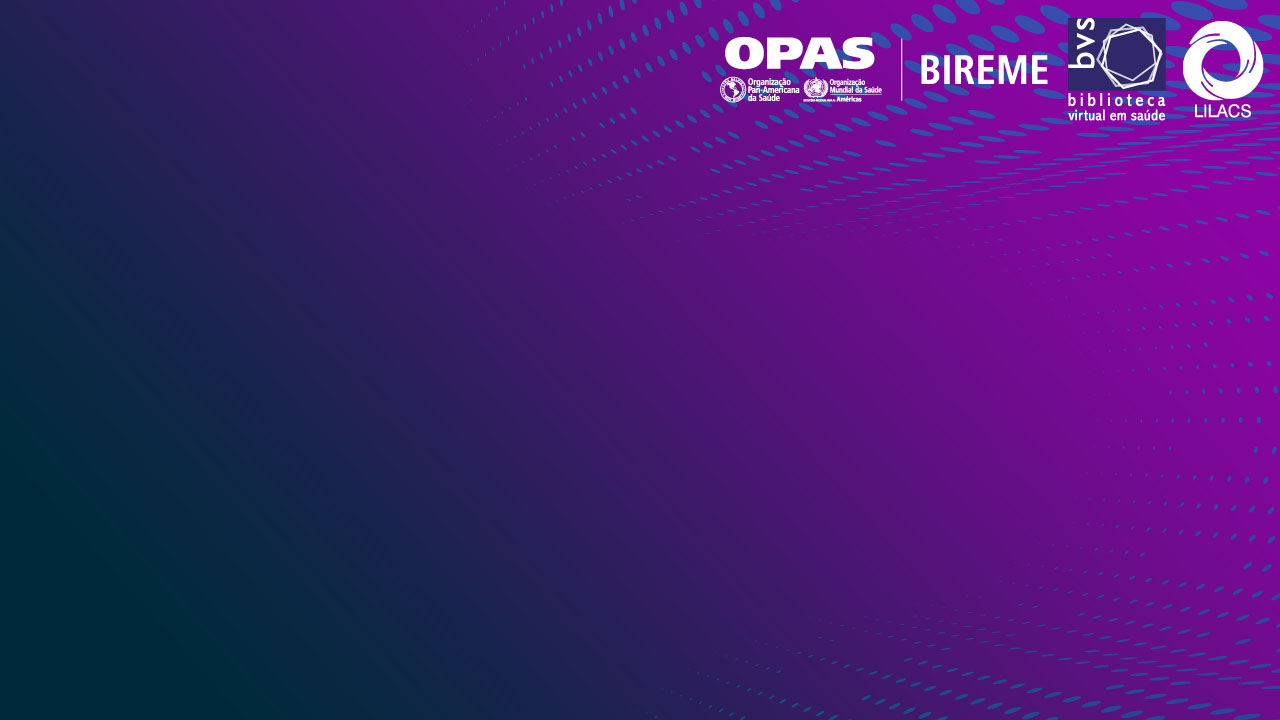 OPAS
Organização
Pan-Americana
da Saúde
Organização
Mundial da Saúde
Américas
BIREME
bvs
biblioteca
virtual em saúde
LILACS